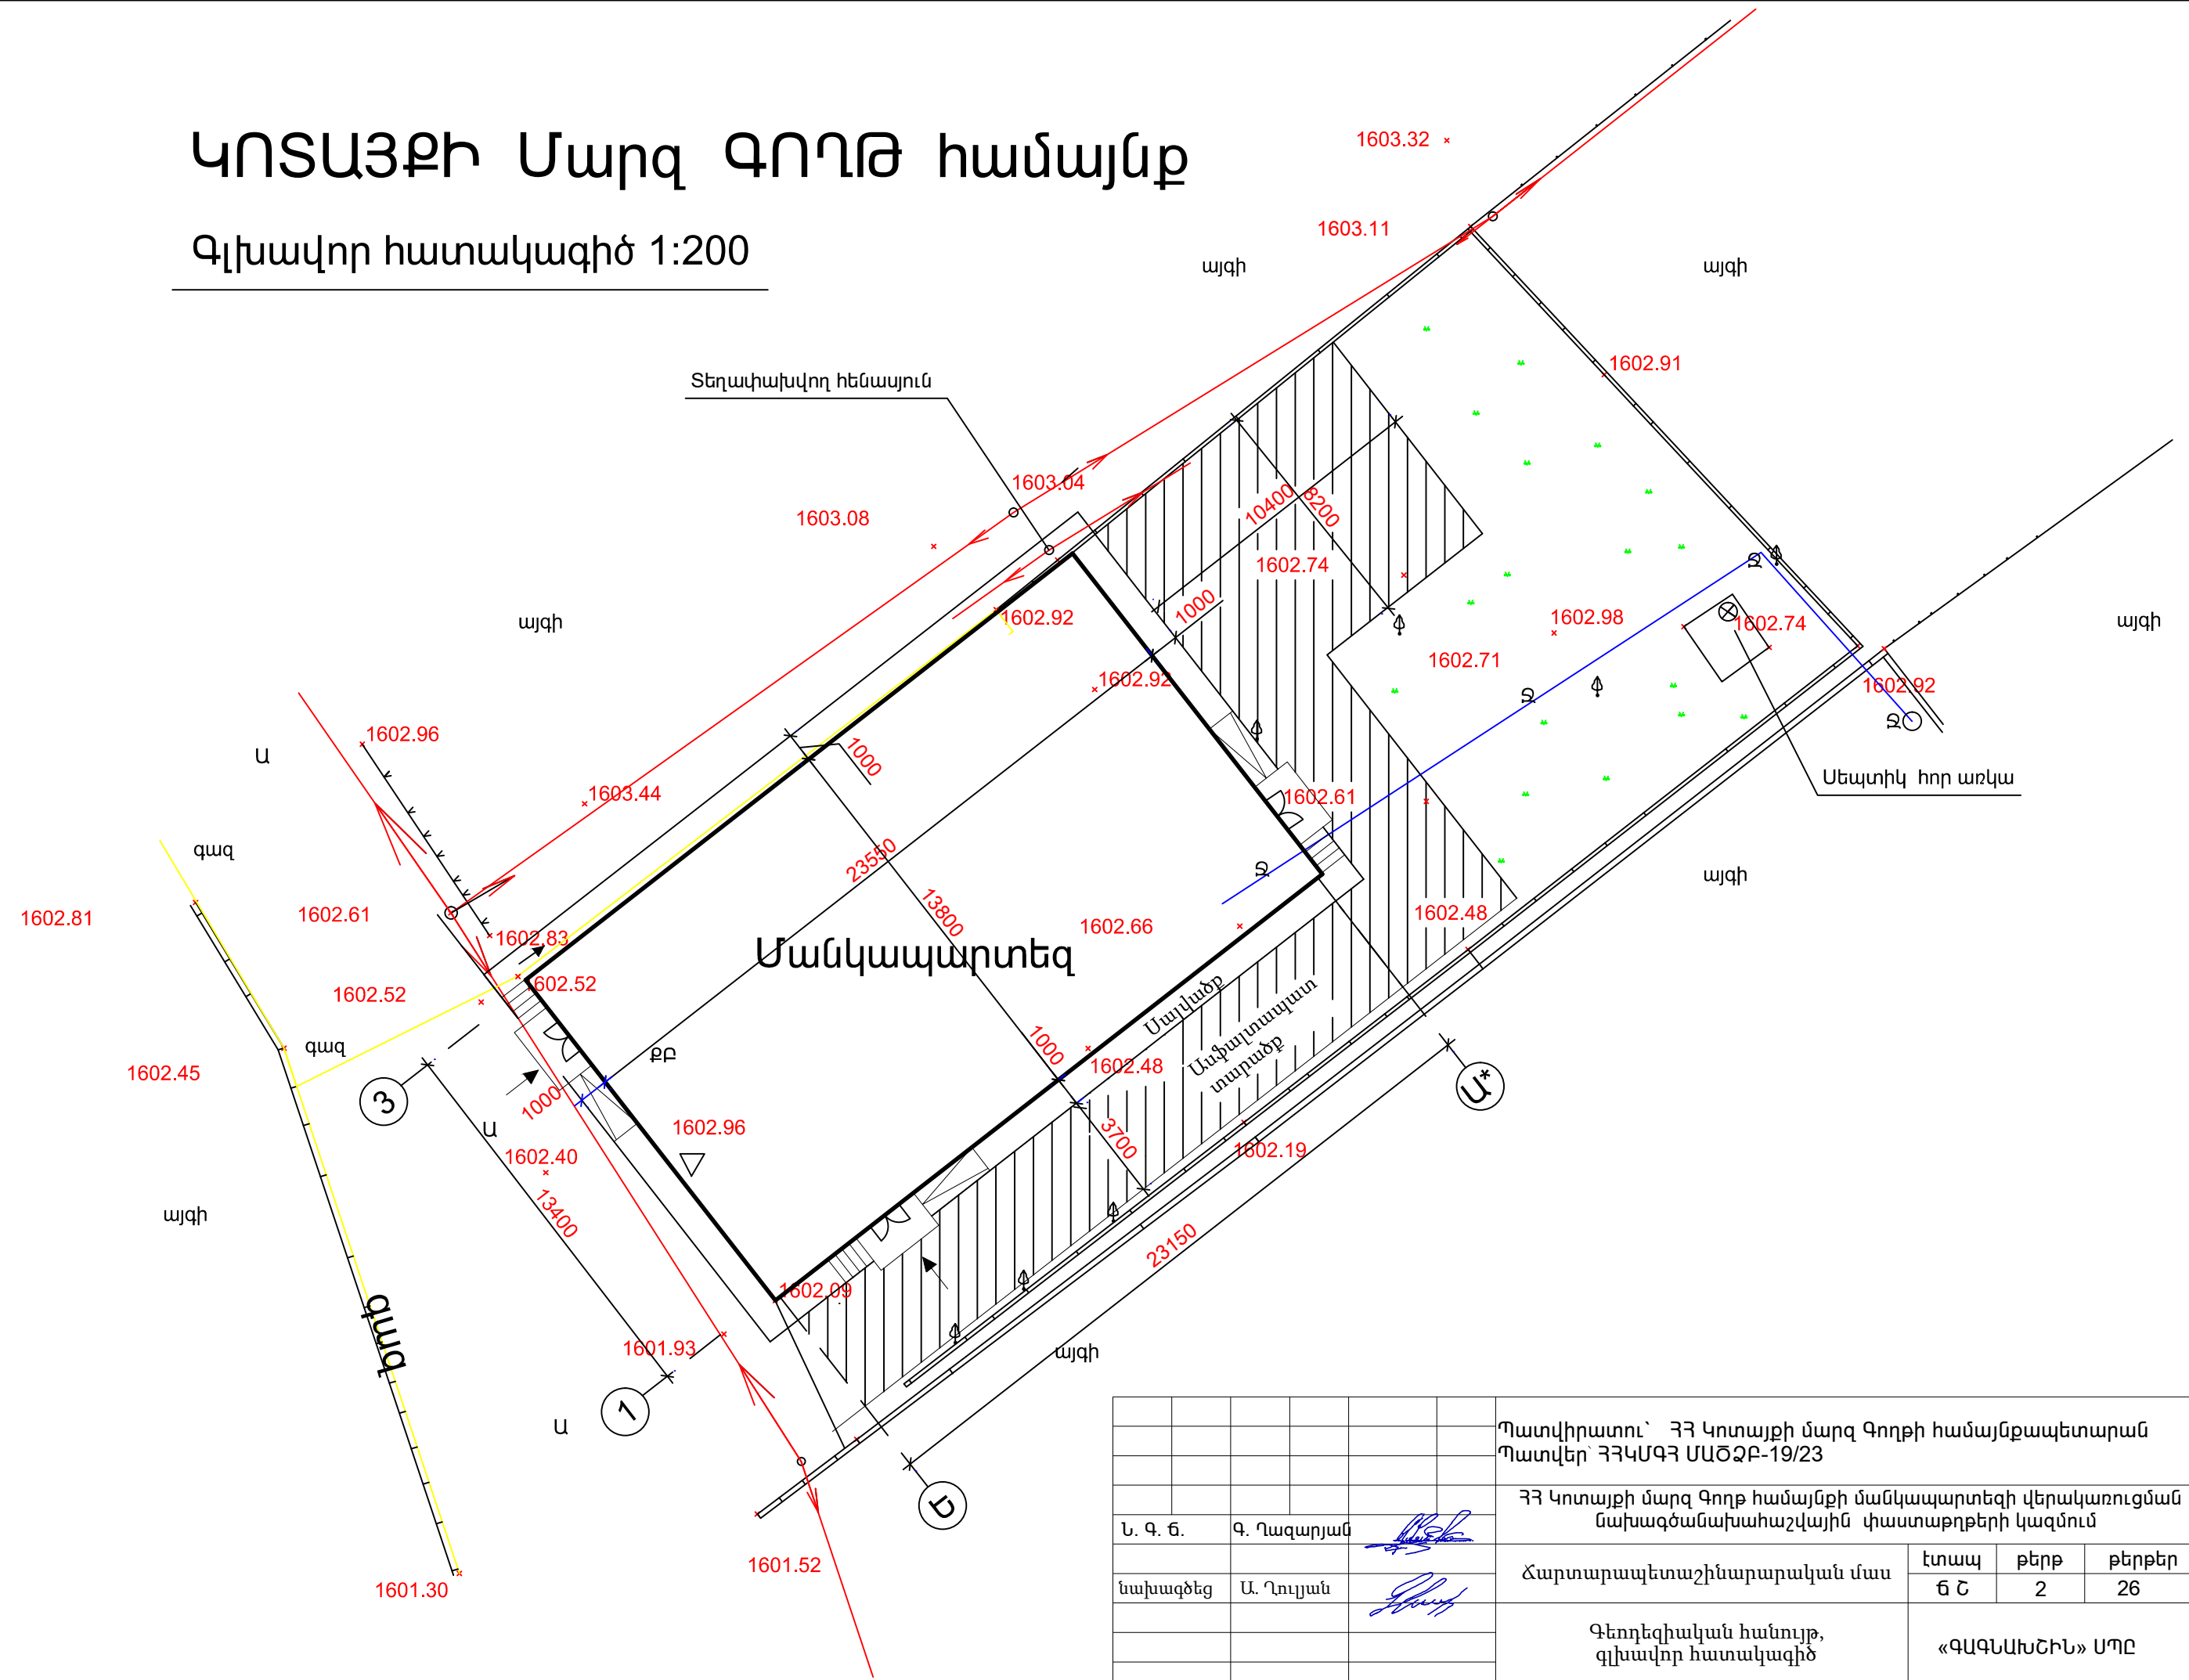 ԿՈՏԱՅՔԻ Մարզ ԳՈՂԹ համայնք
Գլխավոր հատակագիծ 1:200
1603.32
1603.11
այգի
այգի
1602.91
Տեղափախվող հենասյուն
1603.04
1603.08
10400
8200
1602.74
1000
1602.92
այգի
1602.98
1602.74
այգի
1602.71
1602.92
1602.92
Ջ
Ջ
Ջ
1602.96
Ա
1000
1603.44
1602.61
Սեպտիկ հոր առկա
գազ
23550
Ջ
այգի
1602.81
1602.61
13800
1602.66
1602.48
1602.83
Մանկապարտեզ
1602.52
1602.52
Սալվածք
Ասֆալտապատ
տարածք
գազ
ՔԲ
1000
1602.48
1602.45
3
1000
Ա*
Ա
1602.96
3700
1602.40
1602.19
13400
այգի
23150
1602.09
գազ
1601.93
այգի
1
Ա
Ե
1601.52
1601.30
Պատվիրատու՝ ՀՀ Կոտայքի մարզ Գողթի համայնքապետարան
Պատվեր՝ ՀՀԿՄԳՀ ՄԱԾՁԲ-19/23
ՀՀ Կոտայքի մարզ Գողթ համայնքի մանկապարտեզի վերակառուցման
նախագծանախահաշվային փաստաթղթերի կազմում
Ն. Գ. ճ. Գ. Ղազարյան
Ճարտարապետաշինարարական մաս
էտապ թերթ թերթեր
նախագծեց Ա. Ղուլյան
ճ Շ 2 26
Գեոդեզիական հանույթ,
գլխավոր հատակագիծ
«ԳԱԳՆԱԽՇԻՆ» ՍՊԸ